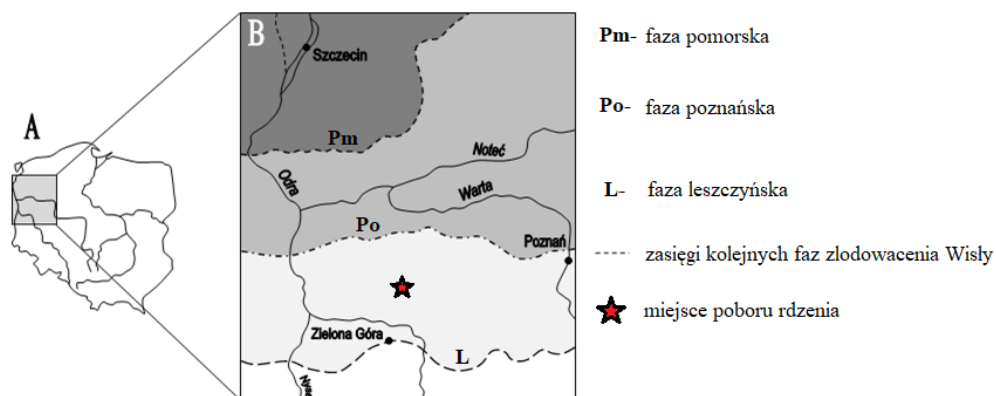 A
B
Szczecin
Pm
Odra
Noteć
Warta
Po
Poznań
Zielona Góra
L
Pm- faza pomorska
Po- faza poznańska
L- faza leszczyńska
zasięgi kolejnych faz zlodowacenia Wisły
miejsce poboru rdzenia